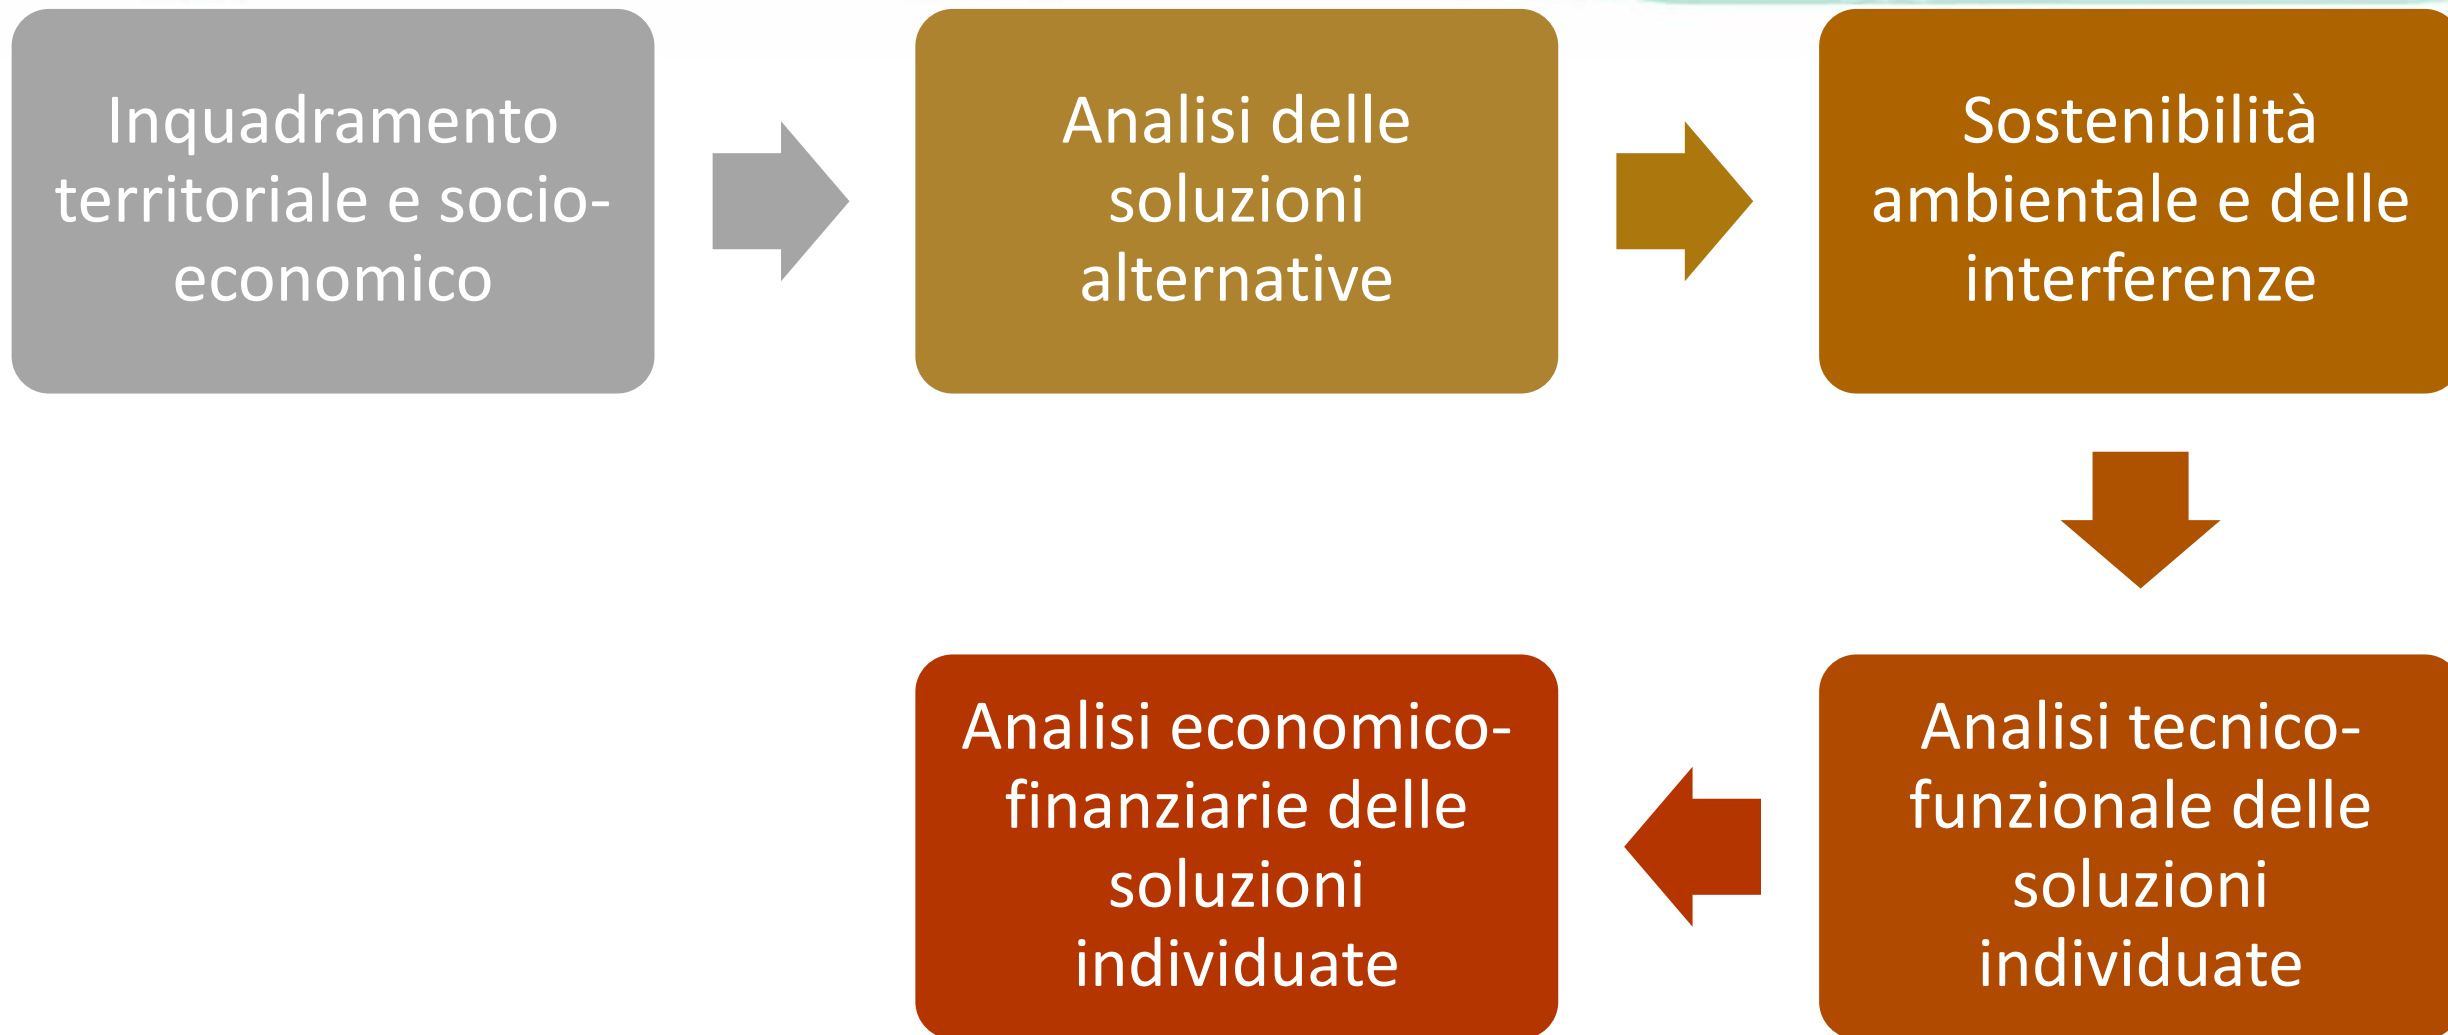 Inquadramento
territoriale e socio-
economico
Analisi delle
soluzioni
alternative
Sostenibilità
ambientale e delle
interferenze
Analisi tecnico-
funzionale delle
soluzioni
individuate
Analisi economico-
finanziarie delle
soluzioni
individuate